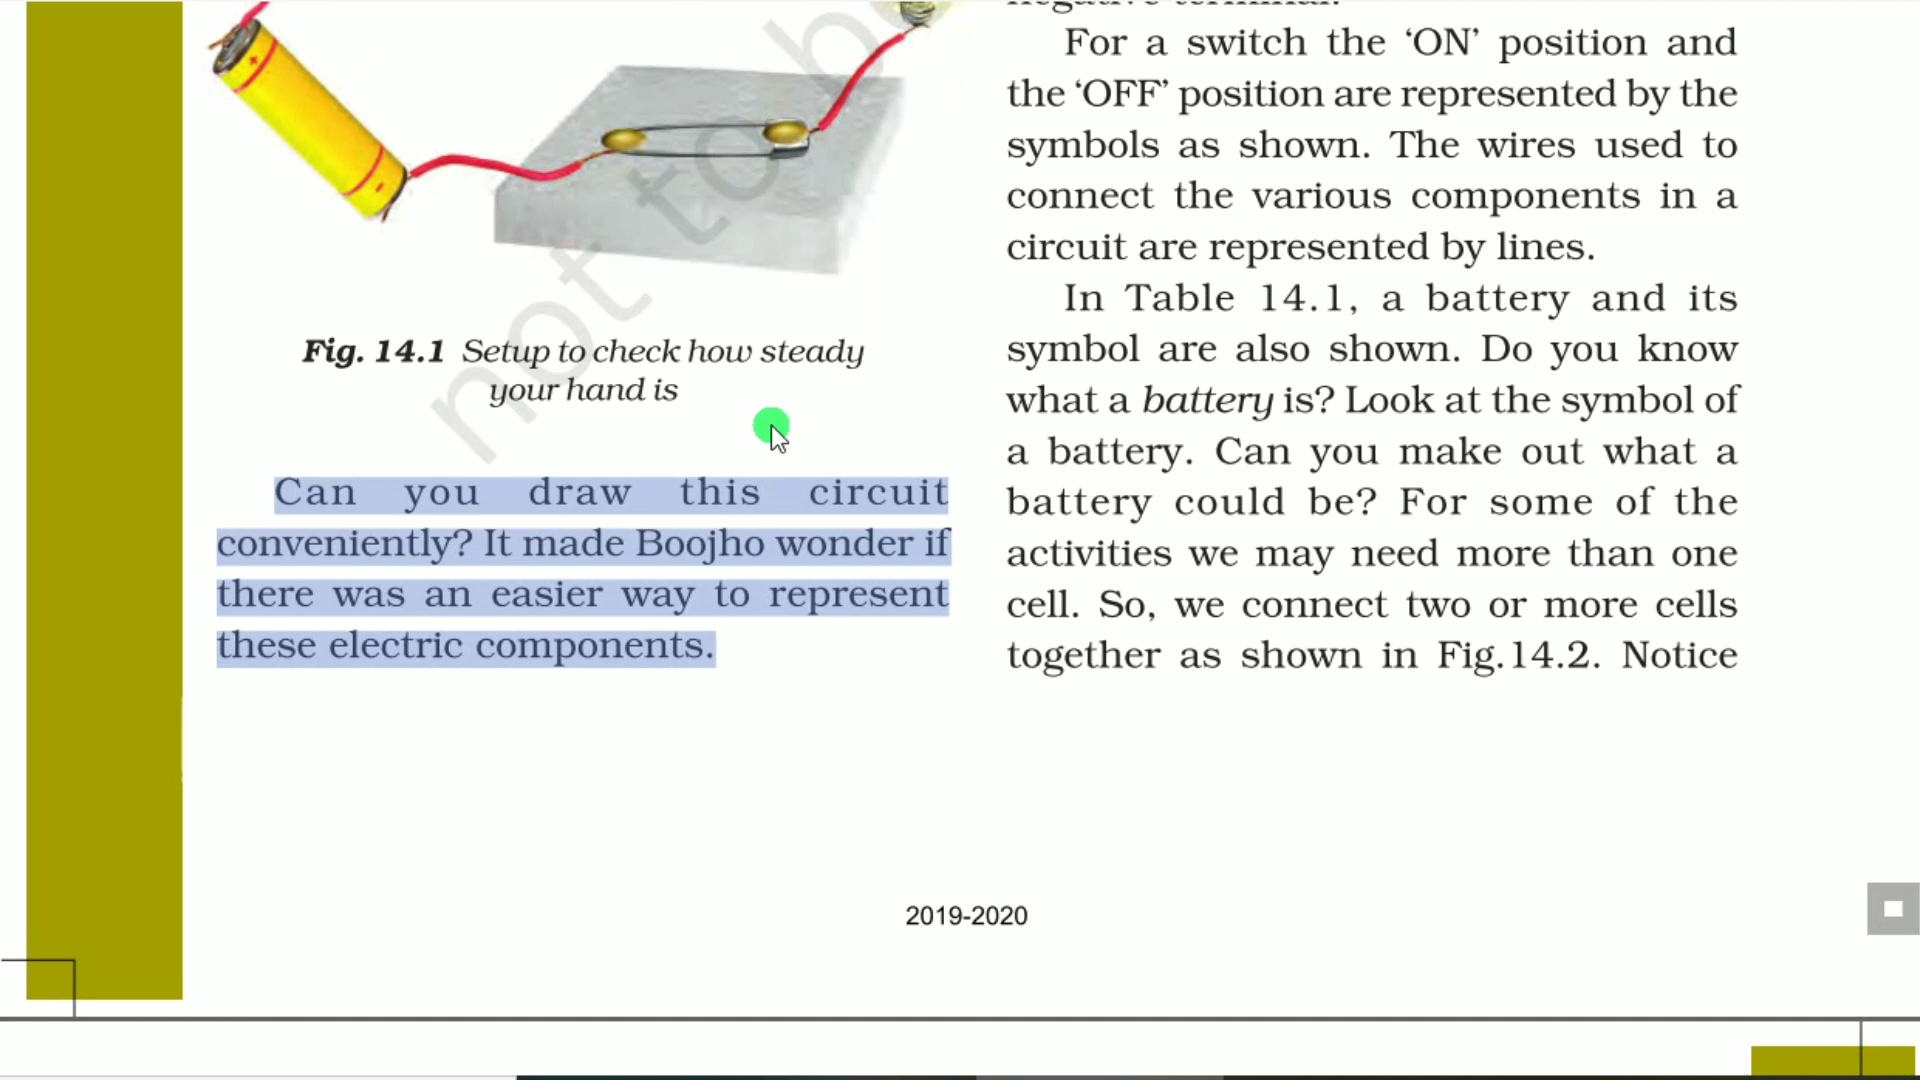 Fig. 14.1 Setup to check how steady
your hand is
Can you draw this circuit
conveniently? It made Boojho wonder if
there was an easier way to represent
these electric components.
negative terminal.
For a switch the ‘ON’ position and
the ‘OFF’ position are represented by the
symbols as shown. The wires used to
connect the various components in a
circuit are represented by lines.
In Table 14.1, a battery and its
symbol are also shown. Do you know
what a battery is? Look at the symbol of
a battery. Can you make out what a
battery could be? For some of the
activities we may need more than one
cell. So, we connect two or more cells
together as shown in Fig.14.2. Notice
not to be
2019-2020